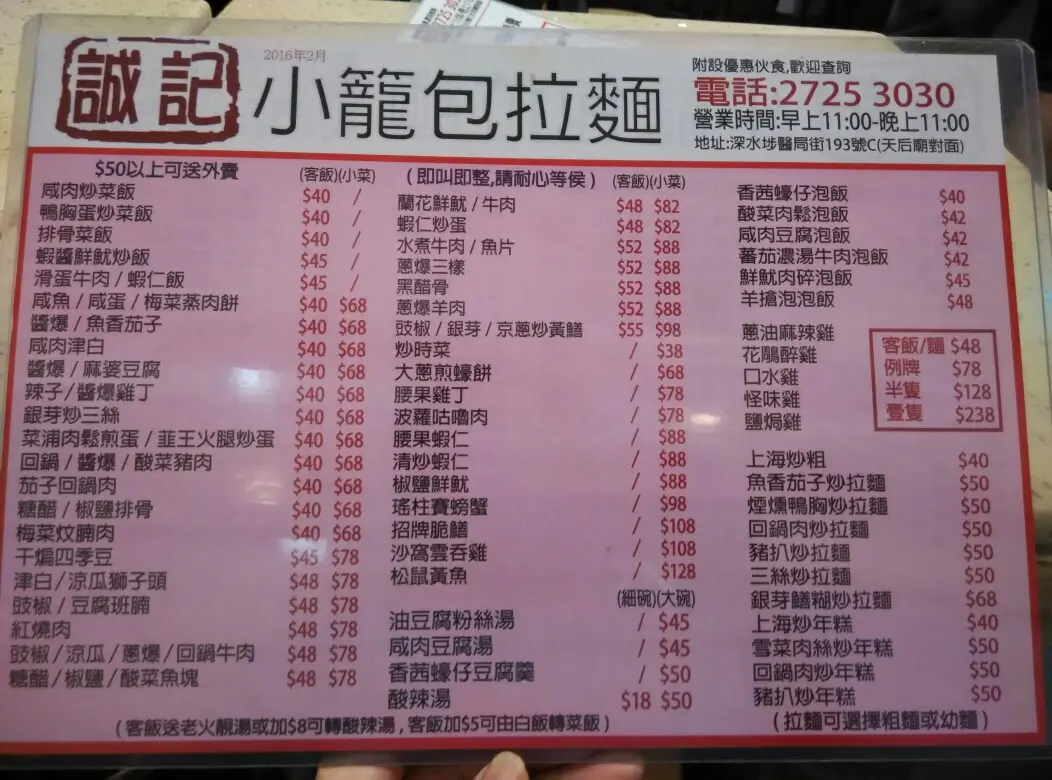 誠記
2016年2月
小籠包拉麵
附設優惠伙食,歡迎查詢
電話:2725 3030
營業時間:早上11:00-晚上11:00
地址:深水埗醫局街193號C(天后廟對面)
$50以上可送外賣 (客飯)(小菜)
咸肉炒菜飯 $40 /
鴨胸蛋炒菜飯 $40 /
排骨菜飯 $40 /
蝦醬鮮魷炒飯 $45 /
滑蛋牛肉/蝦仁飯 $45 /
咸魚/咸蛋/梅菜蒸肉餅 $40 $68
醬爆/魚香茄子 $40 $68
咸肉津白 $40 $68
醬爆/麻婆豆腐 $40 $68
辣子/醬爆雞丁 $40 $68
銀芽炒三絲 $40 $68
菜浦肉鬆煎蛋/韮王火腿炒蛋 $40 $68
回鍋/醬爆/酸菜豬肉 $40 $68
茄子回鍋肉 $40 $68
糖醋/椒鹽排骨 $40 $68
梅菜炆腩肉 $40 $68
干煸四季豆 $45 $78
津白/涼瓜獅子頭 $48 $78
豉椒/豆腐班腩 $48 $78
紅燒肉 $48 $78
豉椒/涼瓜/蔥爆/回鍋牛肉 $48 $78
糖醋/椒鹽/酸菜魚塊 $48 $78
(即叫即整,請耐心等侯) (客飯)(小菜)
蘭花鮮魷/牛肉 $48 $82
蝦仁炒蛋 $48 $82
水煮牛肉/魚片 $52 $88
蔥爆三樣 $52 $88
黑醋骨 $52 $88
蔥爆羊肉 $52 $88
豉椒/銀芽/京蔥炒黃鱔 $55 $98
炒時菜 / $38
大蔥煎蠔餅 / $68
腰果雞丁 / $78
波蘿咕嚕肉 / $78
腰果蝦仁 / $88
清炒蝦仁 / $88
椒鹽鮮魷 / $88
瑤柱賽螃蟹 / $98
招牌脆鱔 / $108
沙窩雲吞雞 / $108
松鼠黃魚 / $128
(細碗)(大碗)
油豆腐粉絲湯 / $45
咸肉豆腐湯 / $45
香茜蠔仔豆腐羹 / $50
酸辣湯 $18 $50
香茜蠔仔泡飯 $40
酸菜肉鬆泡飯 $42
咸肉豆腐泡飯 $42
蕃茄濃湯牛肉泡飯 $42
鮮魷肉碎泡飯 $45
羊搶泡泡飯 $48
蔥油麻辣雞
花鵰醉雞
口水雞
怪味雞
鹽焗雞
客飯/麵 $48
例牌 $78
半隻 $128
壹隻 $238
上海炒粗 $40
魚香茄子炒拉麵 $50
煙燻鴨胸炒拉麵 $50
回鍋肉炒拉麵 $50
豬扒炒拉麵 $50
三絲炒拉麵 $50
銀芽鱔糊炒拉麵 $68
上海炒年糕 $40
雪菜肉絲炒年糕 $50
回鍋肉炒年糕 $50
豬扒炒年糕 $50
(客飯送老火靚湯或加$8可轉酸辣湯,客飯加$5可由白飯轉菜飯)
(拉麵可選擇粗麵或幼麵)